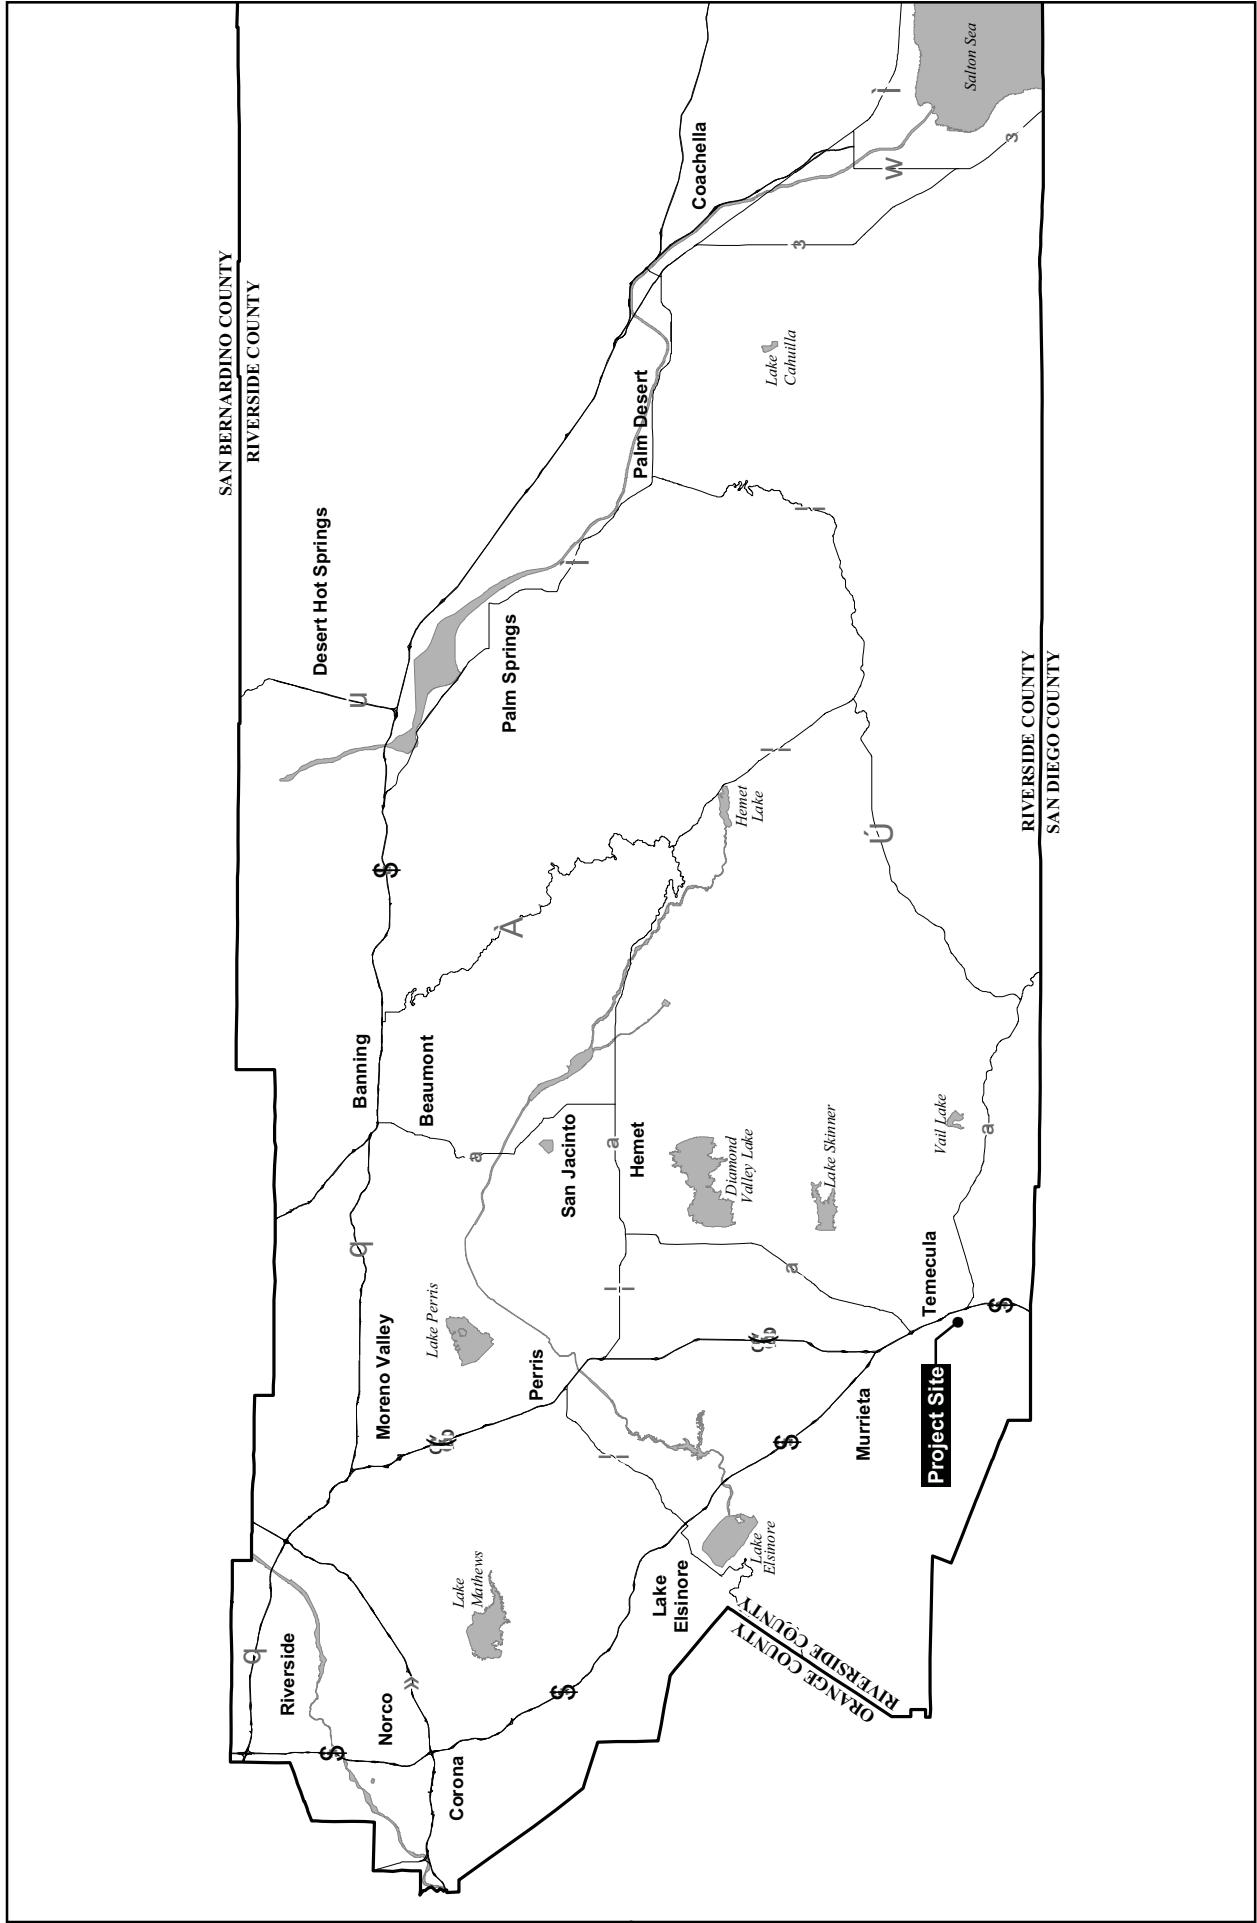 SAN BERNARDINO COUNTY
RIVERSIDE COUNTY
Desert Hot Springs
u
Palm Springs
Ì
Palm Desert
Coachella
Ì
W
3
3
Salton Sea
Lake
Cahuilla
$
Banning
Beaumont
À
Hemet
Lake
Ú
RIVERSIDE COUNTY
SAN DIEGO COUNTY
q
Moreno Valley
Lake Perris
a
San Jacinto
a
Hemet
Diamond
Valley Lake
Lake Skinner
Vail Lake
a
a
Temecula
$
Project Site
Perris
Murrieta
$
q
Riverside
Norco
$
»
Corona
Lake
Mathews
$
Lake
Elsinore
Lake
Elsinore
ORANGE COUNTY
RIVERSIDE COUNTY